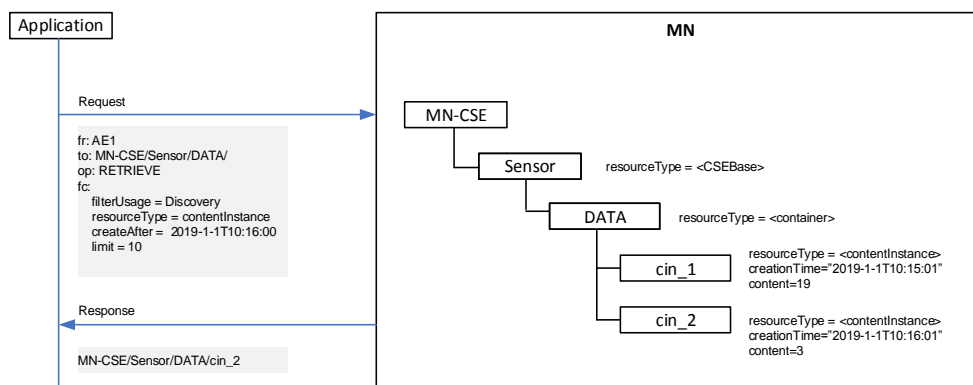 Application
MN
Request
fr: AE1
to: MN-CSE/Sensor/DATA/
op: RETRIEVE
fc:
filterUsage = Discovery
resourceType = contentInstance
createAfter = 2019-1-1T10:16:00
limit = 10
MN-CSE
Sensor
resourceType = <CSEBase>
DATA
resourceType = <container>
cin_1
resourceType = <contentInstance>
creationTime="2019-1-1T10:15:01"
content=19
cin_2
resourceType = <contentInstance>
creationTime="2019-1-1T10:16:01"
content=3
Response
MN-CSE/Sensor/DATA/cin_2